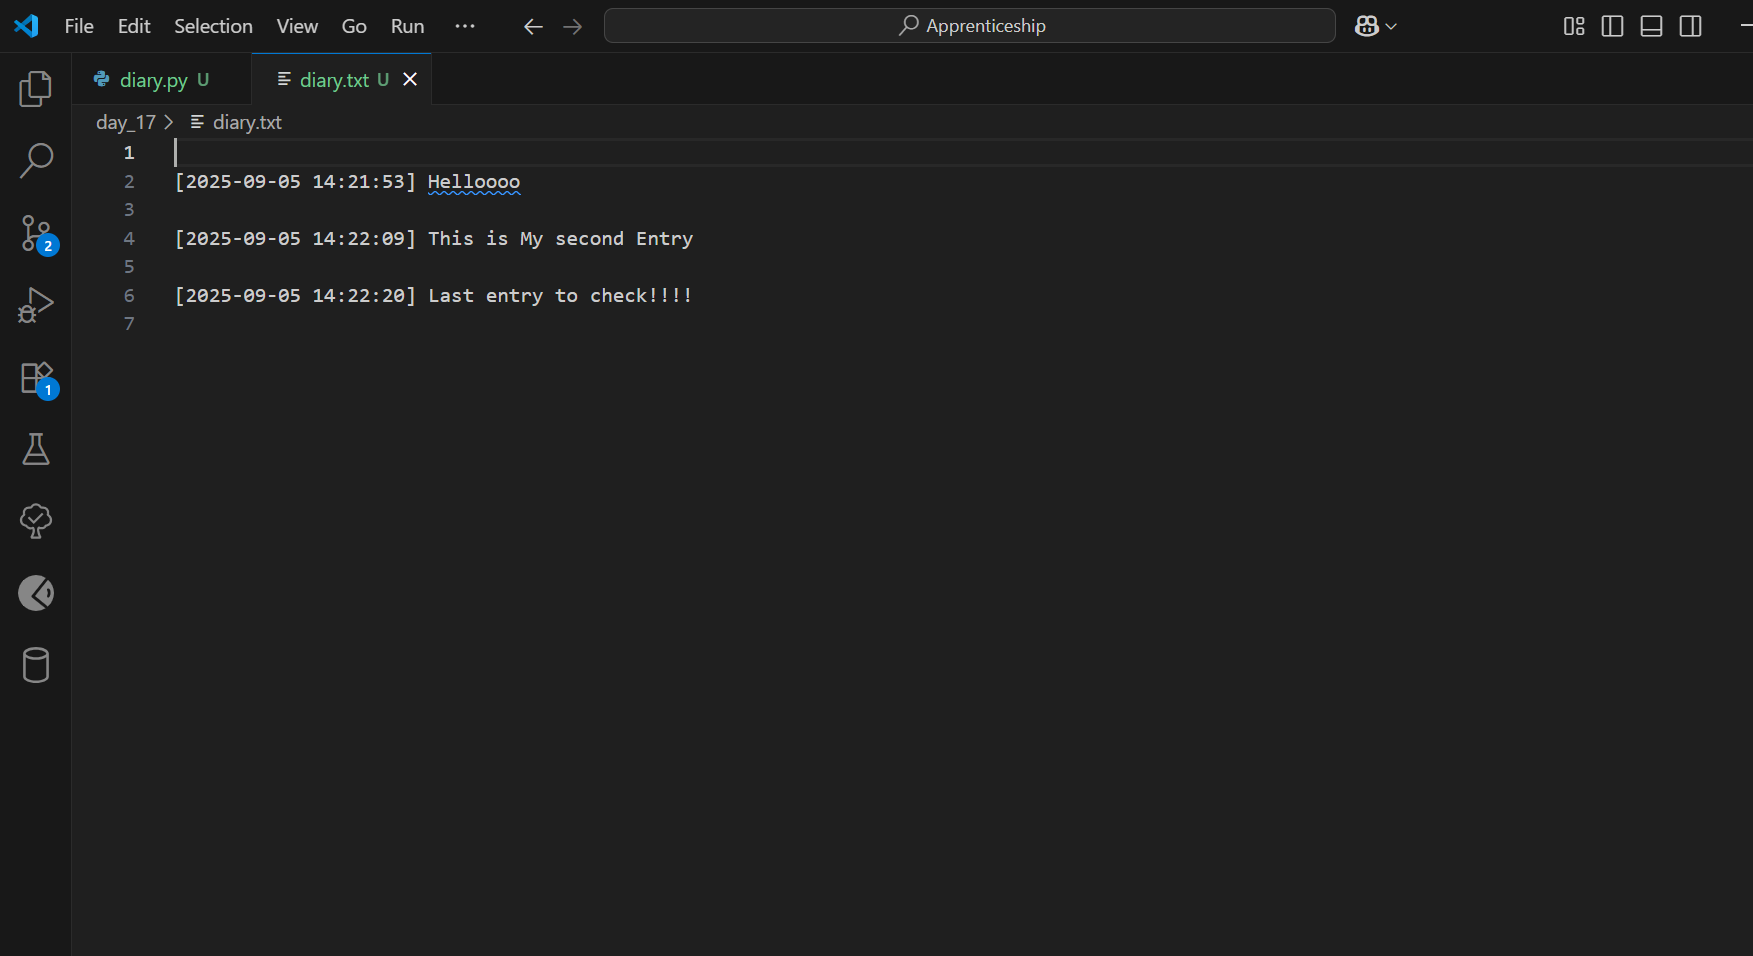 File Edit Selection View Go Run ··· Apprenticeship
diary.py U diary.txt U
day_17 > diary.txt
1
2 [2025-09-05 14:21:53] Helloooo
3
4 [2025-09-05 14:22:09] This is My second Entry
5
6 [2025-09-05 14:22:20] Last entry to check!!!!
7
2
1